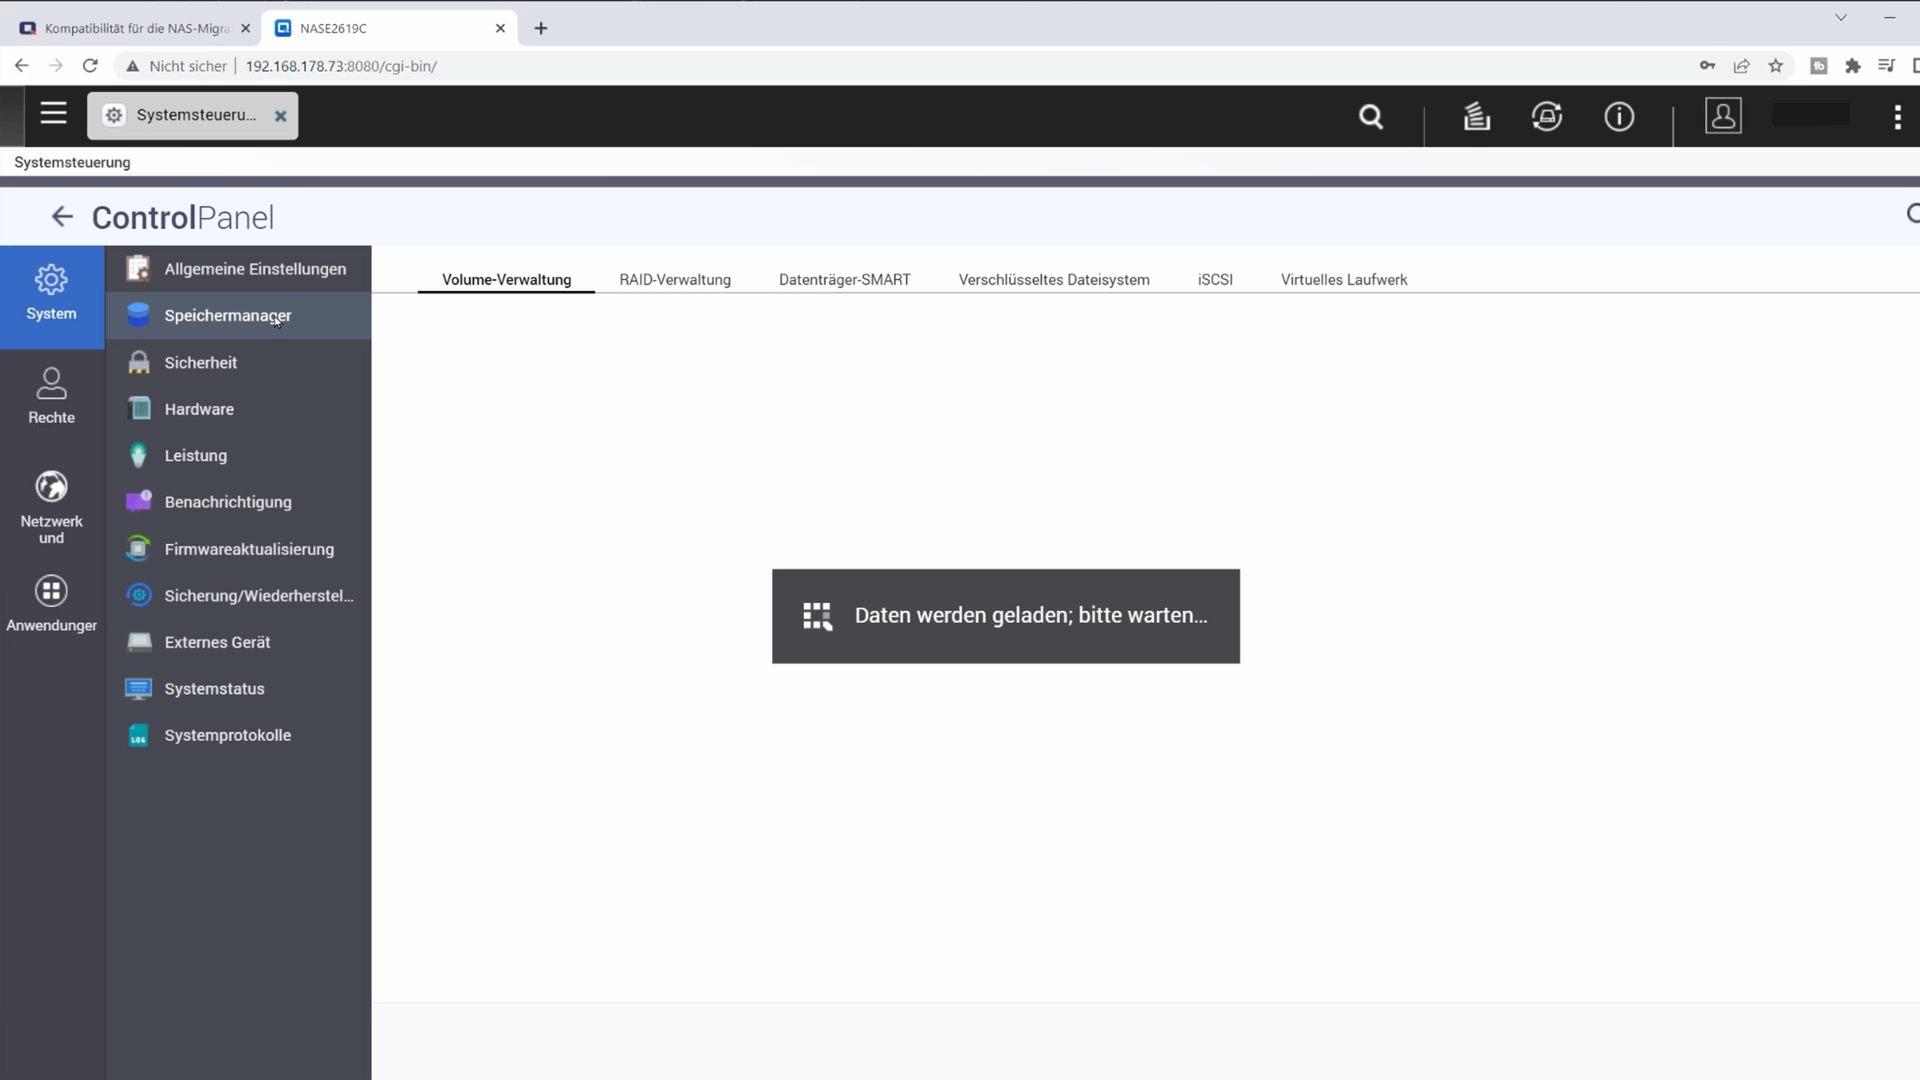 Kompatibilität für die NAS-Migra
NASE2619C
Nicht sicher
192.168.178.73:8080/cgi-bin/
Systemsteueru...
Systemsteuerung
ControlPanel
System
Rechte
Netzwerk
und
Anwendungen
Allgemeine Einstellungen
Speichermanager
Sicherheit
Hardware
Leistung
Benachrichtigung
Firmwareaktualisierung
Sicherung/Wiederherstel...
Externes Gerät
Systemstatus
LOG
Systemprotokolle
Volume-Verwaltung
RAID-Verwaltung
Datenträger-SMART
Verschlüsseltes Dateisystem
iSCSI
Virtuelles Laufwerk
Daten werden geladen; bitte warten...